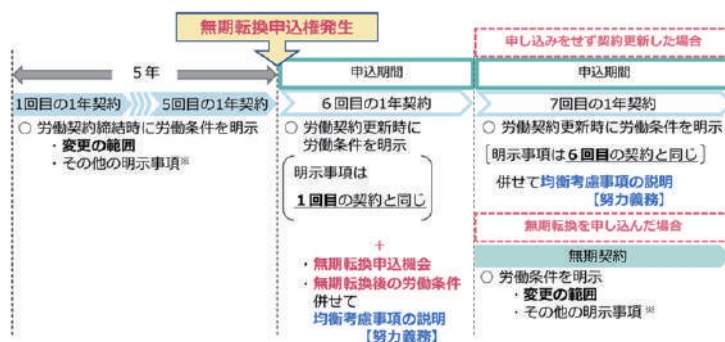 無期転換申込権発生
申し込みをせず契約更新した場合
5年
申込期間
申込期間
1回目の1年契約
5回目の1年契約
6回目の1年契約
7回目の1年契約
○ 労働契約締結時に労働条件を明示
・変更の範囲
・その他の明示事項※
○ 労働契約更新時に
労働条件を明示
明示事項は
1回目の契約と同じ
+
・無期転換申込機会
・無期転換後の労働条件
併せて
均衡考慮事項の説明
【努力義務】
○ 労働契約更新時に労働条件を明示
[明示事項は6回目の契約と同じ]
併せて均衡考慮事項の説明
【努力義務】
無期転換を申し込んだ場合
無期契約
○ 労働条件を明示
・変更の範囲
・その他の明示事項※